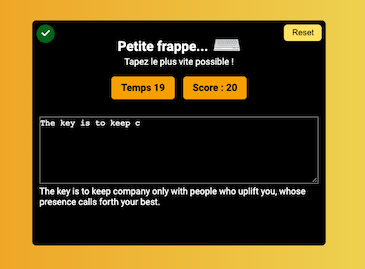 Reset
Petite frappe...
Tapez le plus vite possible !
Temps 19
Score : 20
The key is to keep c
The key is to keep company only with people who uplift you, whose
presence calls forth your best.